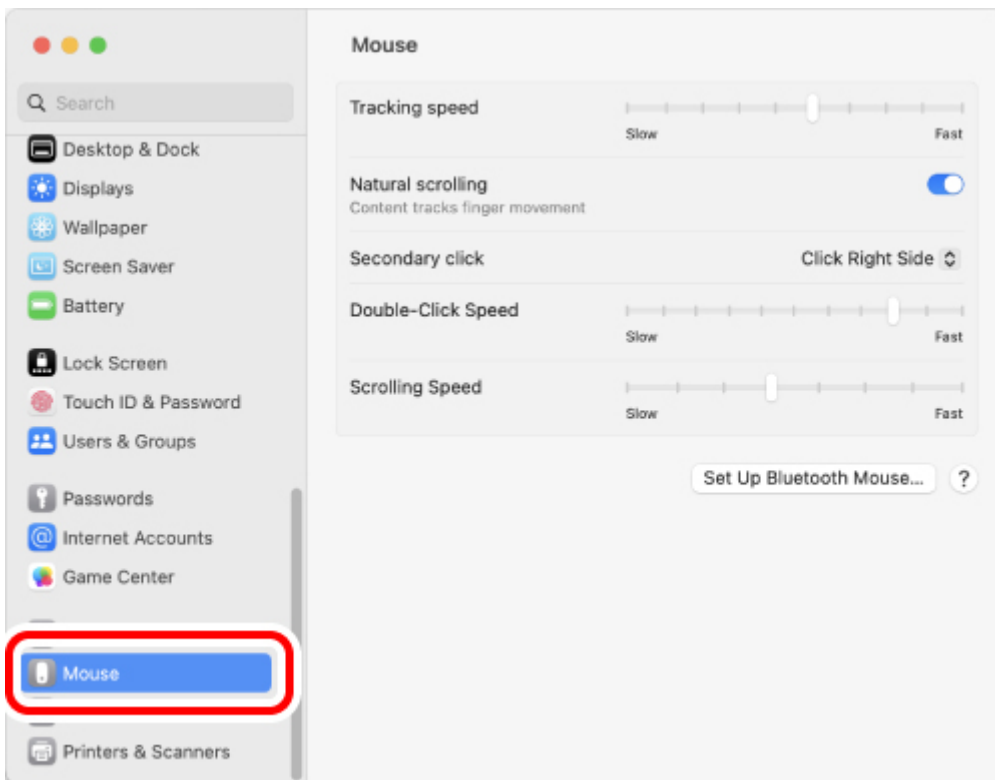 Mouse
Search
Desktop & Dock
Displays
Wallpaper
Screen Saver
Battery
Lock Screen
Touch ID & Password
Users & Groups
Passwords
Internet Accounts
Game Center
Mouse
Printers & Scanners
Tracking speed
Slow Fast
Natural scrolling
Content tracks finger movement
Secondary click Click Right Side
Double-Click Speed
Slow Fast
Scrolling Speed
Slow Fast
Set Up Bluetooth Mouse... ?